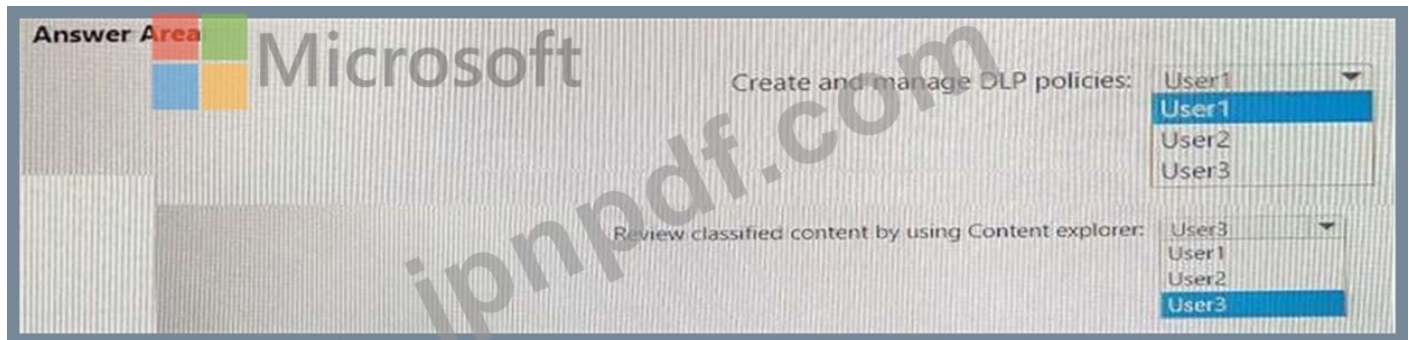 Answer Area
Microsoft
Create and manage DLP policies: User1
User1
User2
User3
Review classified content by using Content explorer: User3
User1
User2
User3
jpnpdf.com